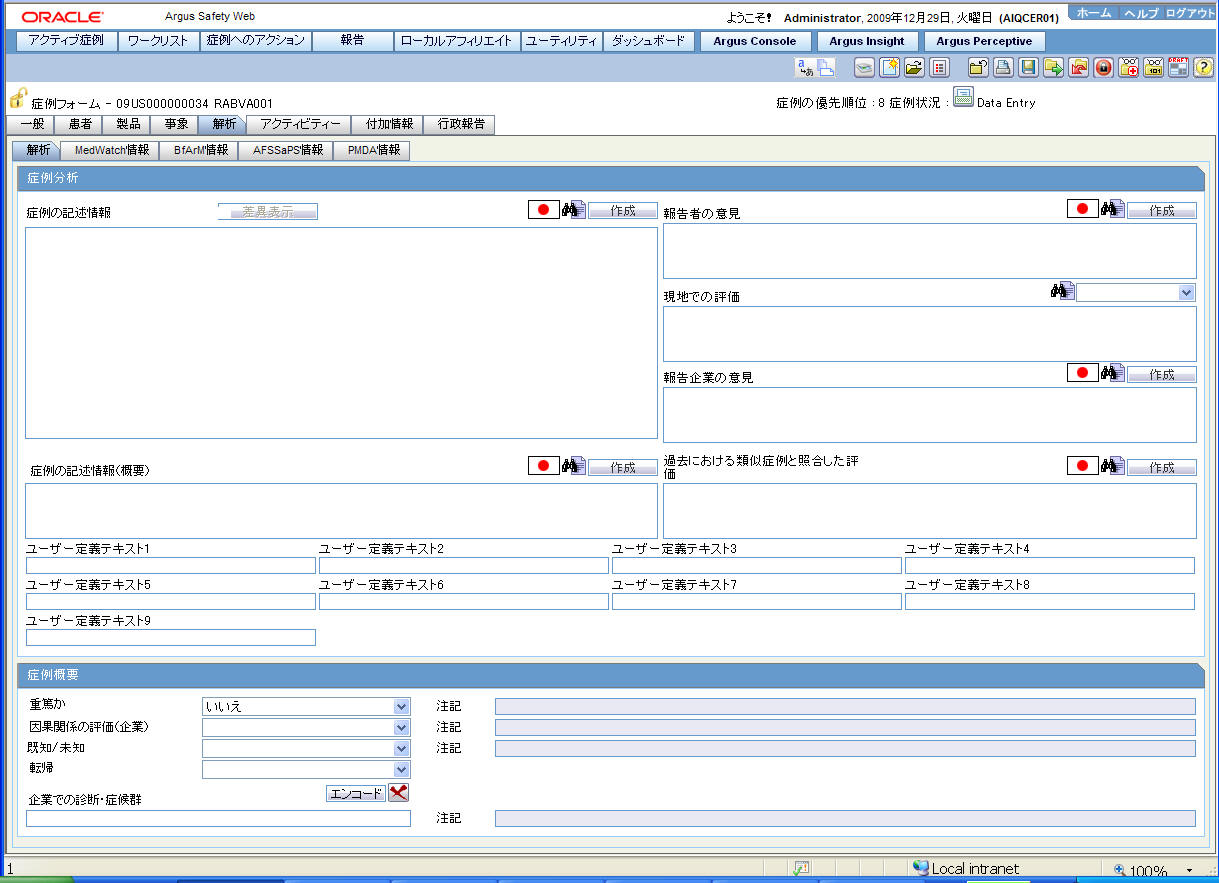 ORACLE Argus Safety Web ようこそ! Administrator, 2009年12月29日, 火曜日 (AIQCER01) ホーム ヘルプ ログアウト
アクティブ症例 ワークリスト 症例へのアクション 報告 ローカルアフィリエイト ユーティリティ ダッシュボード Argus Console Argus Insight Argus Perceptive
症例フォーム - 09US000000034 RABVA001 症例の優先順位 : 8 症例状況 : Data Entry
一般 患者 製品 事象 解析 アクティビティー 付加情報 行政報告
解析 MedWatch情報 BfArM情報 AFSSaPS情報 PMDA情報
症例分析
症例の記述情報 差異表示 作成 報告者の意見 作成
現地での評価
報告企業の意見 作成
症例の記述情報(概要) 作成 過去における類似症例と照合した評 作成
価
ユーザー定義テキスト1 ユーザー定義テキスト2 ユーザー定義テキスト3 ユーザー定義テキスト4
ユーザー定義テキスト5 ユーザー定義テキスト6 ユーザー定義テキスト7 ユーザー定義テキスト8
ユーザー定義テキスト9
症例概要
重篤か いいえ 注記
因果関係の評価(企業) 注記
既知/未知 注記
転帰
企業での診断・症候群 エンコード
注記
1 Local intranet 100%